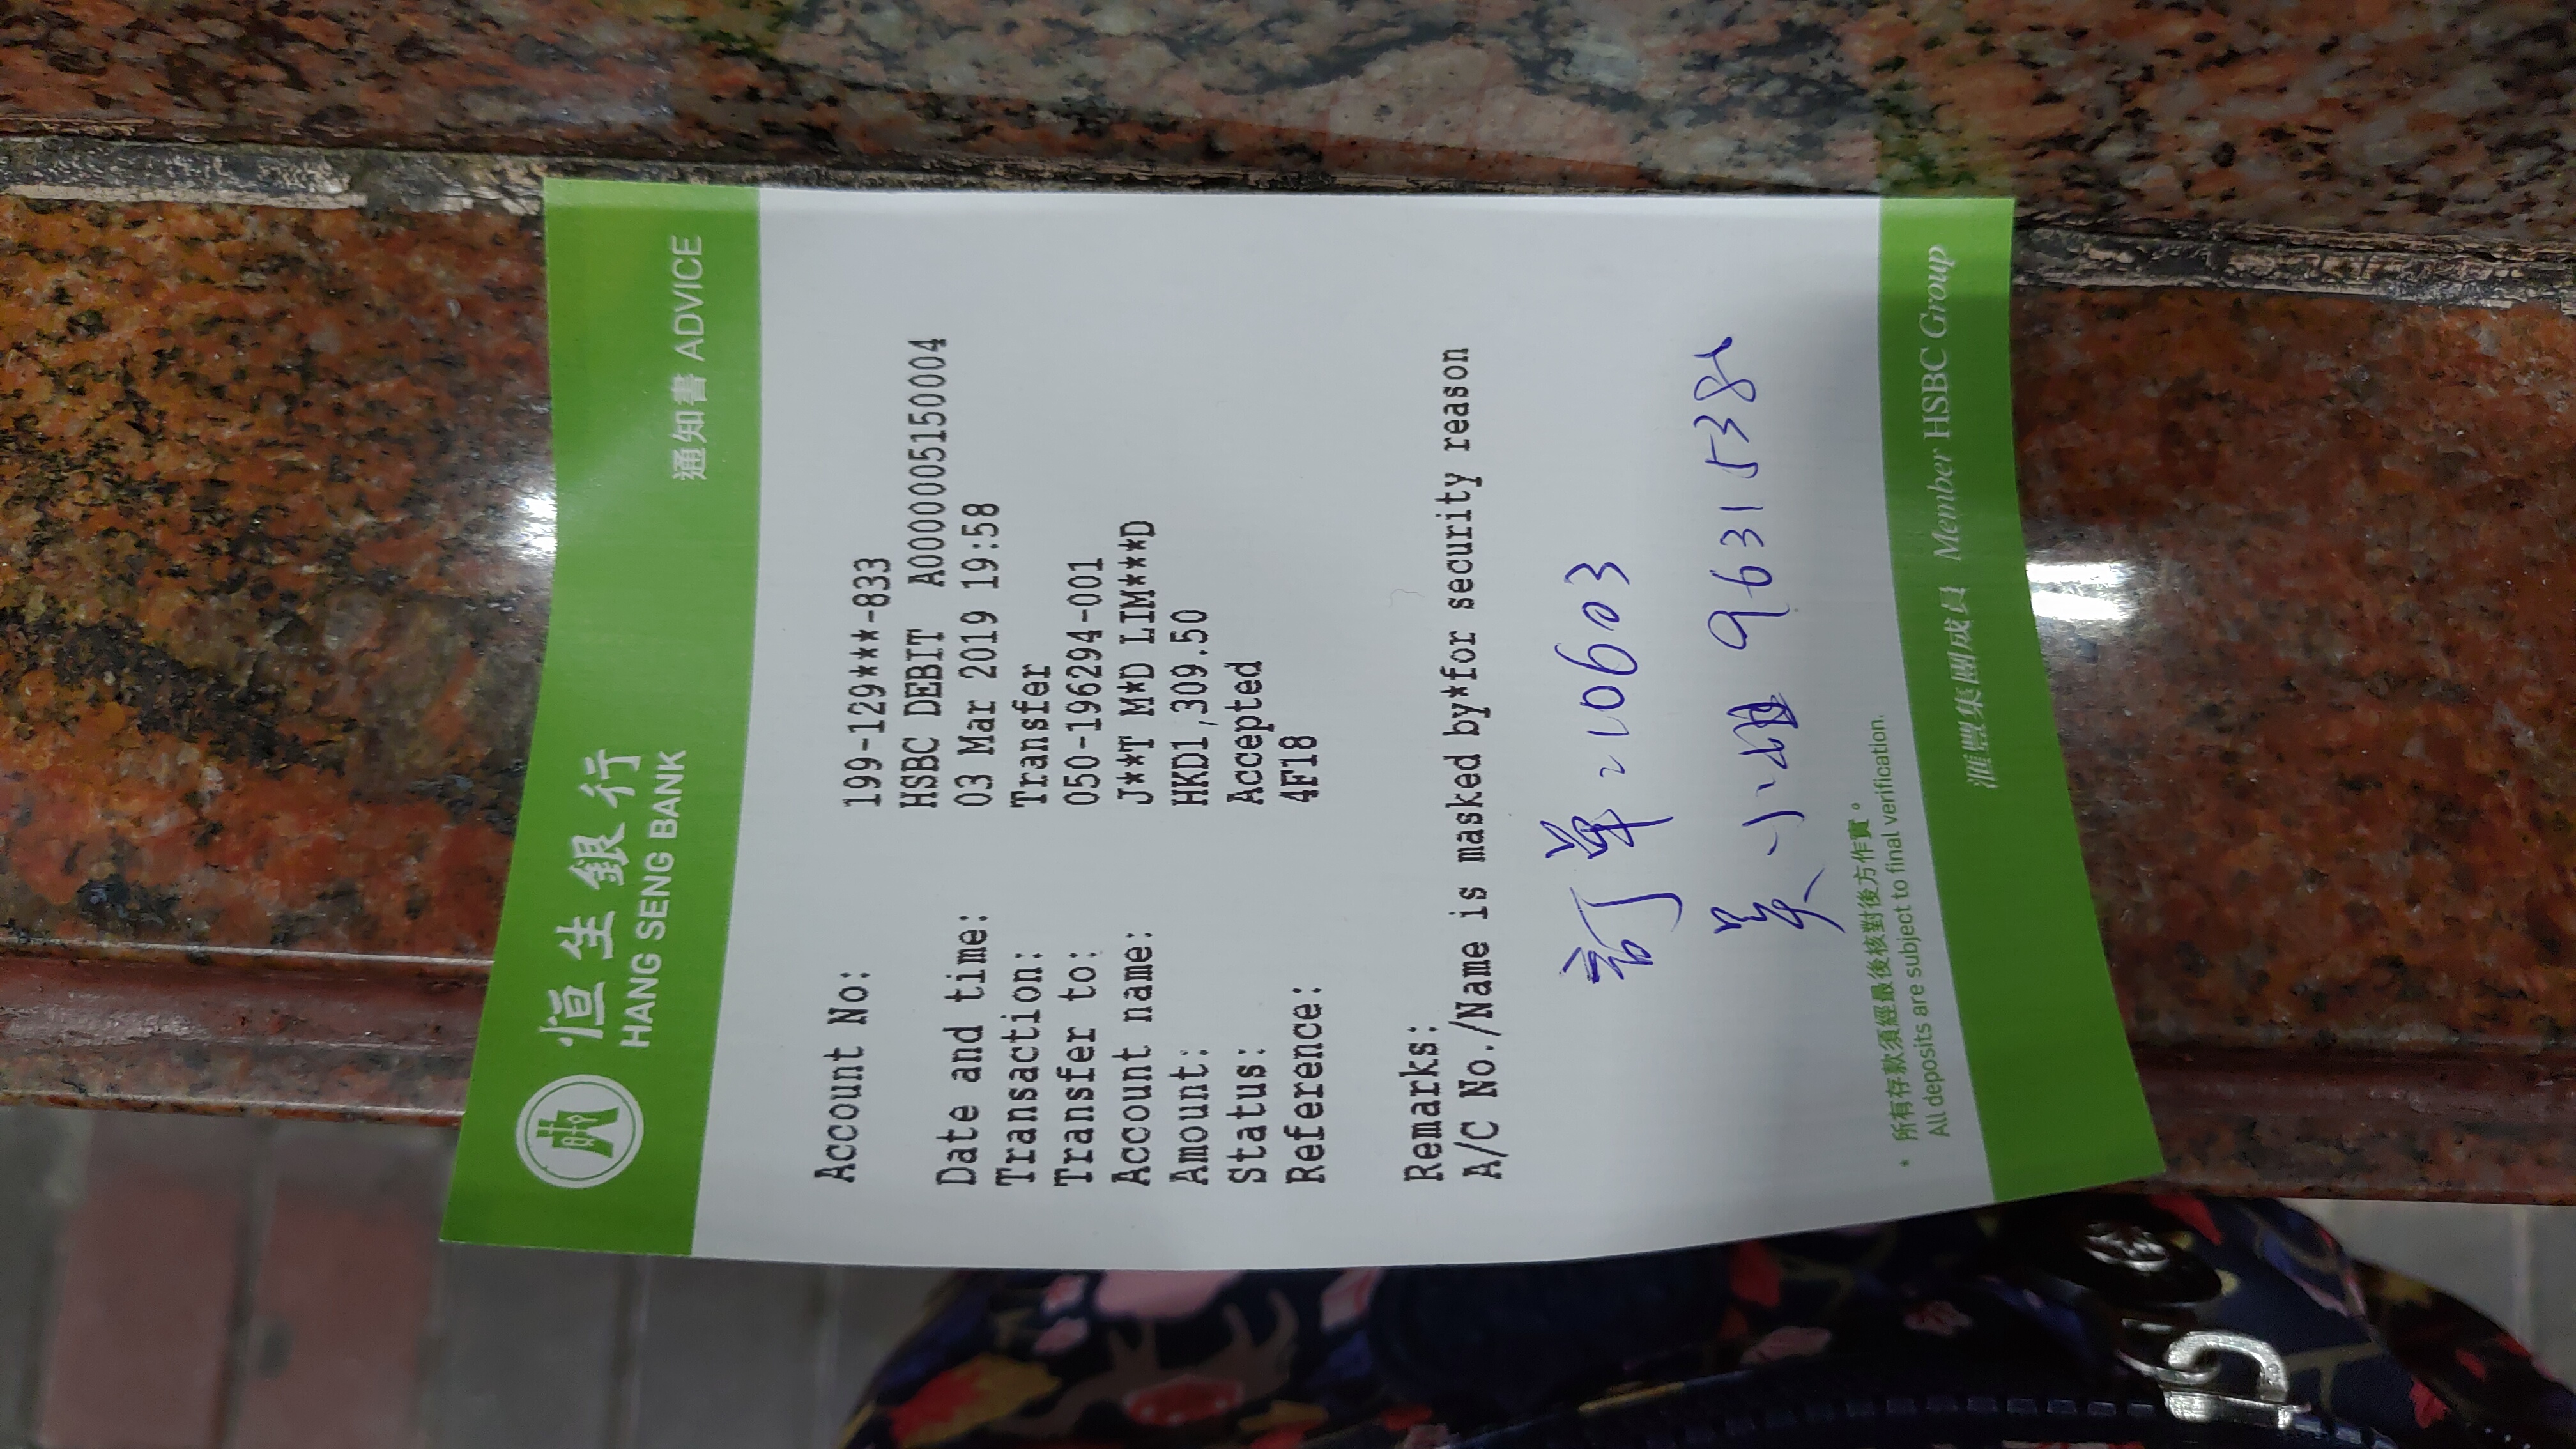 恒生銀行
HANG SENG BANK
通知書 ADVICE
Account No: 199-129***-833
HSBC DEBIT A0000005150004
Date and time: 03 Mar 2019 19:58
Transaction: Transfer
Transfer to: 050-196294-001
Account name: J**T M*D LIM***D
Amount: HKD1,309.50
Status: Accepted
Reference: 4F18
Remarks:
A/C No./Name is masked by*for security reason
訂單:210603
吴小姐 9631538
* 所有存款須經最後核對後方作實。
All deposits are subject to final verification.
滙豐集團成員 Member HSBC Group